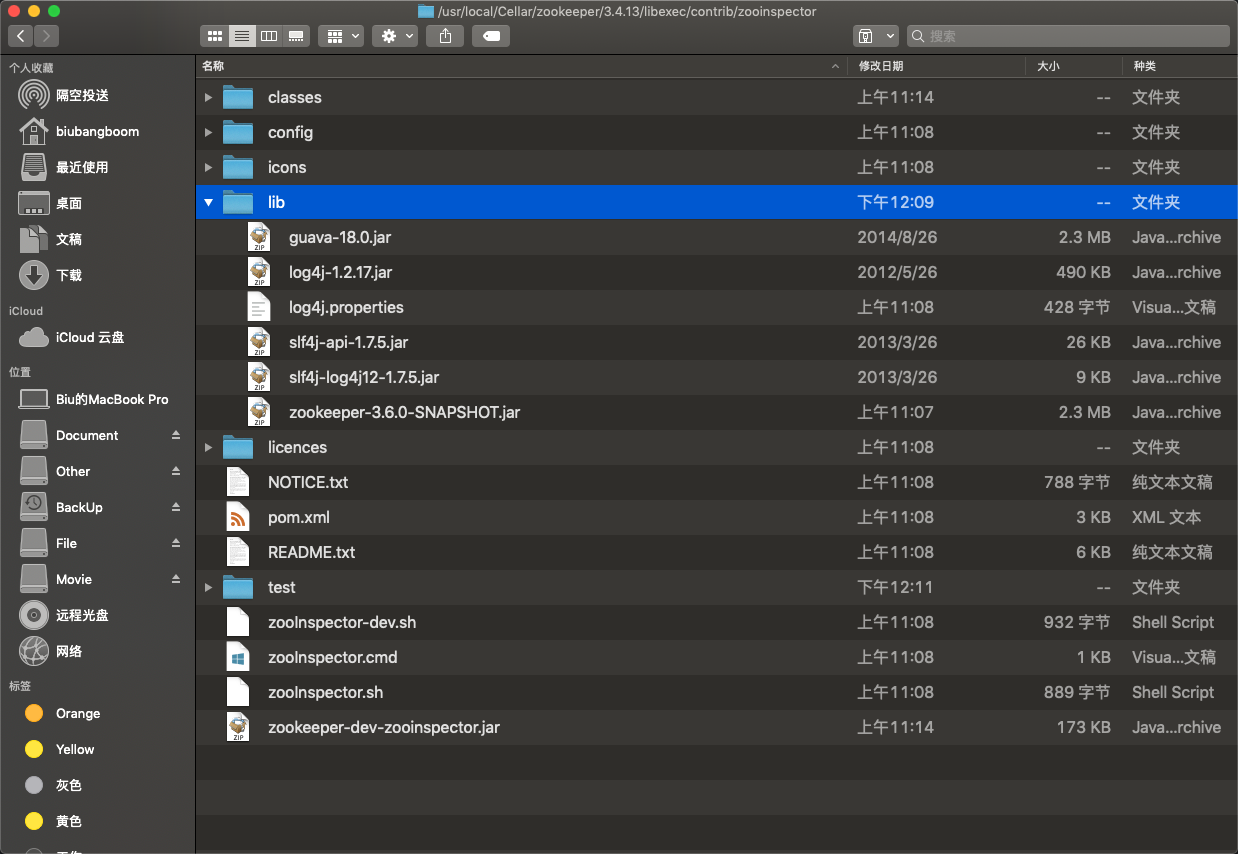 /usr/local/Cellar/zookeeper/3.4.13/libexec/contrib/zooinspector
搜索
个人收藏
隔空投送
biubangboom
最近使用
桌面
文稿
下载
iCloud
iCloud 云盘
位置
Biu的MacBook Pro
Document
Other
BackUp
File
Movie
远程光盘
网络
标签
Orange
Yellow
灰色
黄色
名称 修改日期 大小 种类
classes 上午11:14 -- 文件夹
config 上午11:08 -- 文件夹
icons 上午11:08 -- 文件夹
lib 下午12:09 -- 文件夹
ZIP guava-18.0.jar 2014/8/26 2.3 MB Java...rchive
ZIP log4j-1.2.17.jar 2012/5/26 490 KB Java...rchive
log4j.properties 上午11:08 428 字节 Visua...文稿
ZIP slf4j-api-1.7.5.jar 2013/3/26 26 KB Java...rchive
ZIP slf4j-log4j12-1.7.5.jar 2013/3/26 9 KB Java...rchive
ZIP zookeeper-3.6.0-SNAPSHOT.jar 上午11:07 2.3 MB Java...rchive
licences 上午11:08 -- 文件夹
NOTICE.txt 上午11:08 788 字节 纯文本文稿
pom.xml 上午11:08 3 KB XML 文本
README.txt 上午11:08 6 KB 纯文本文稿
test 下午12:11 -- 文件夹
zooInspector-dev.sh 上午11:08 932 字节 Shell Script
zooInspector.cmd 上午11:08 1 KB Visua...文稿
zooInspector.sh 上午11:08 889 字节 Shell Script
ZIP zookeeper-dev-zooinspector.jar 上午11:14 173 KB Java...rchive